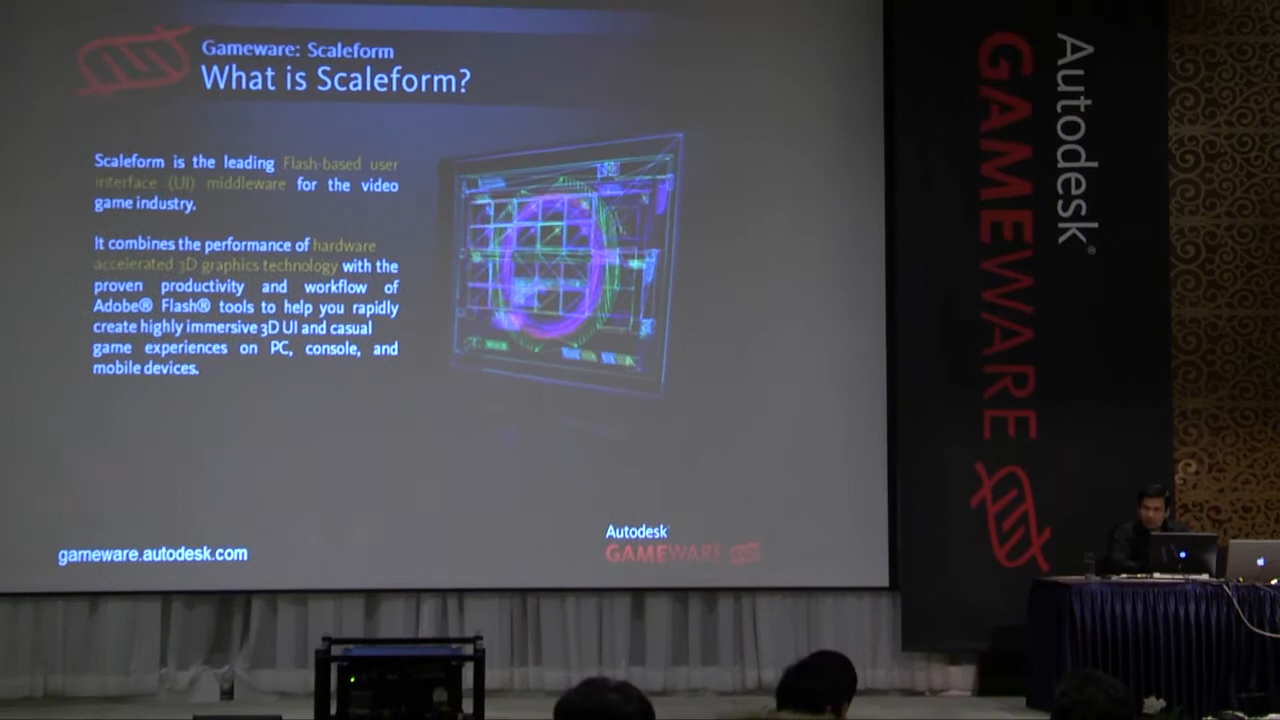 Gameware: Scaleform
What is Scaleform?
Scaleform is the leading Flash-based user
interface (UI) middleware for the video
game industry.
It combines the performance of hardware
accelerated 3D graphics technology with the
proven productivity and workflow of
Adobe® Flash® tools to help you rapidly
create highly immersive 3D UI and casual
game experiences on PC, console, and
mobile devices.
gameware.autodesk.com
Autodesk®
GAMEWARE
Autodesk®
GAMEWARE